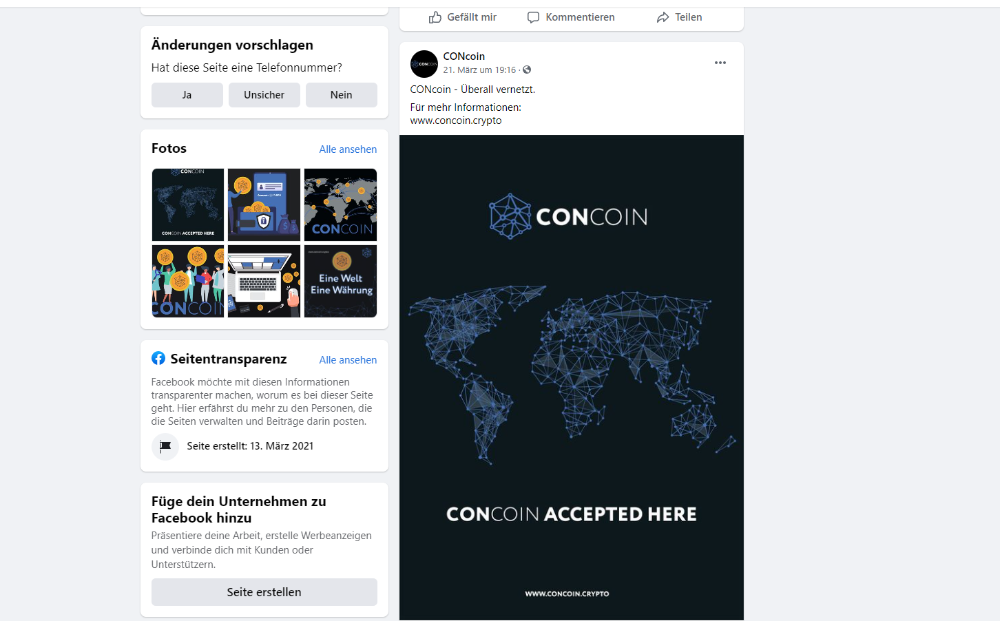 Änderungen vorschlagen
Hat diese Seite eine Telefonnummer?
Ja
Unsicher
Nein
Fotos
Alle ansehen
CONCOIN
CONCOIN ACCEPTED HERE
CONCOIN
CONCOIN
Eine Welt
Eine Währung
Seitentransparenz
Alle ansehen
Facebook möchte mit diesen Informationen
transparenter machen, worum es bei dieser Seite
geht. Hier erfährst du mehr zu den Personen, die
die Seiten verwalten und Beiträge darin posten.
Seite erstellt: 13. März 2021
Füge dein Unternehmen zu
Facebook hinzu
Präsentiere deine Arbeit, erstelle Werbeanzeigen
und verbinde dich mit Kunden oder
Unterstützern.
Seite erstellen
Gefällt mir
Kommentieren
Teilen
CONcoin
21. März um 19:16 ·
CONcoin - Überall vernetzt.
Für mehr Informationen:
www.concoin.crypto
CONCOIN
CONCOIN ACCEPTED HERE
WWW.CONCOIN.CRYPTO